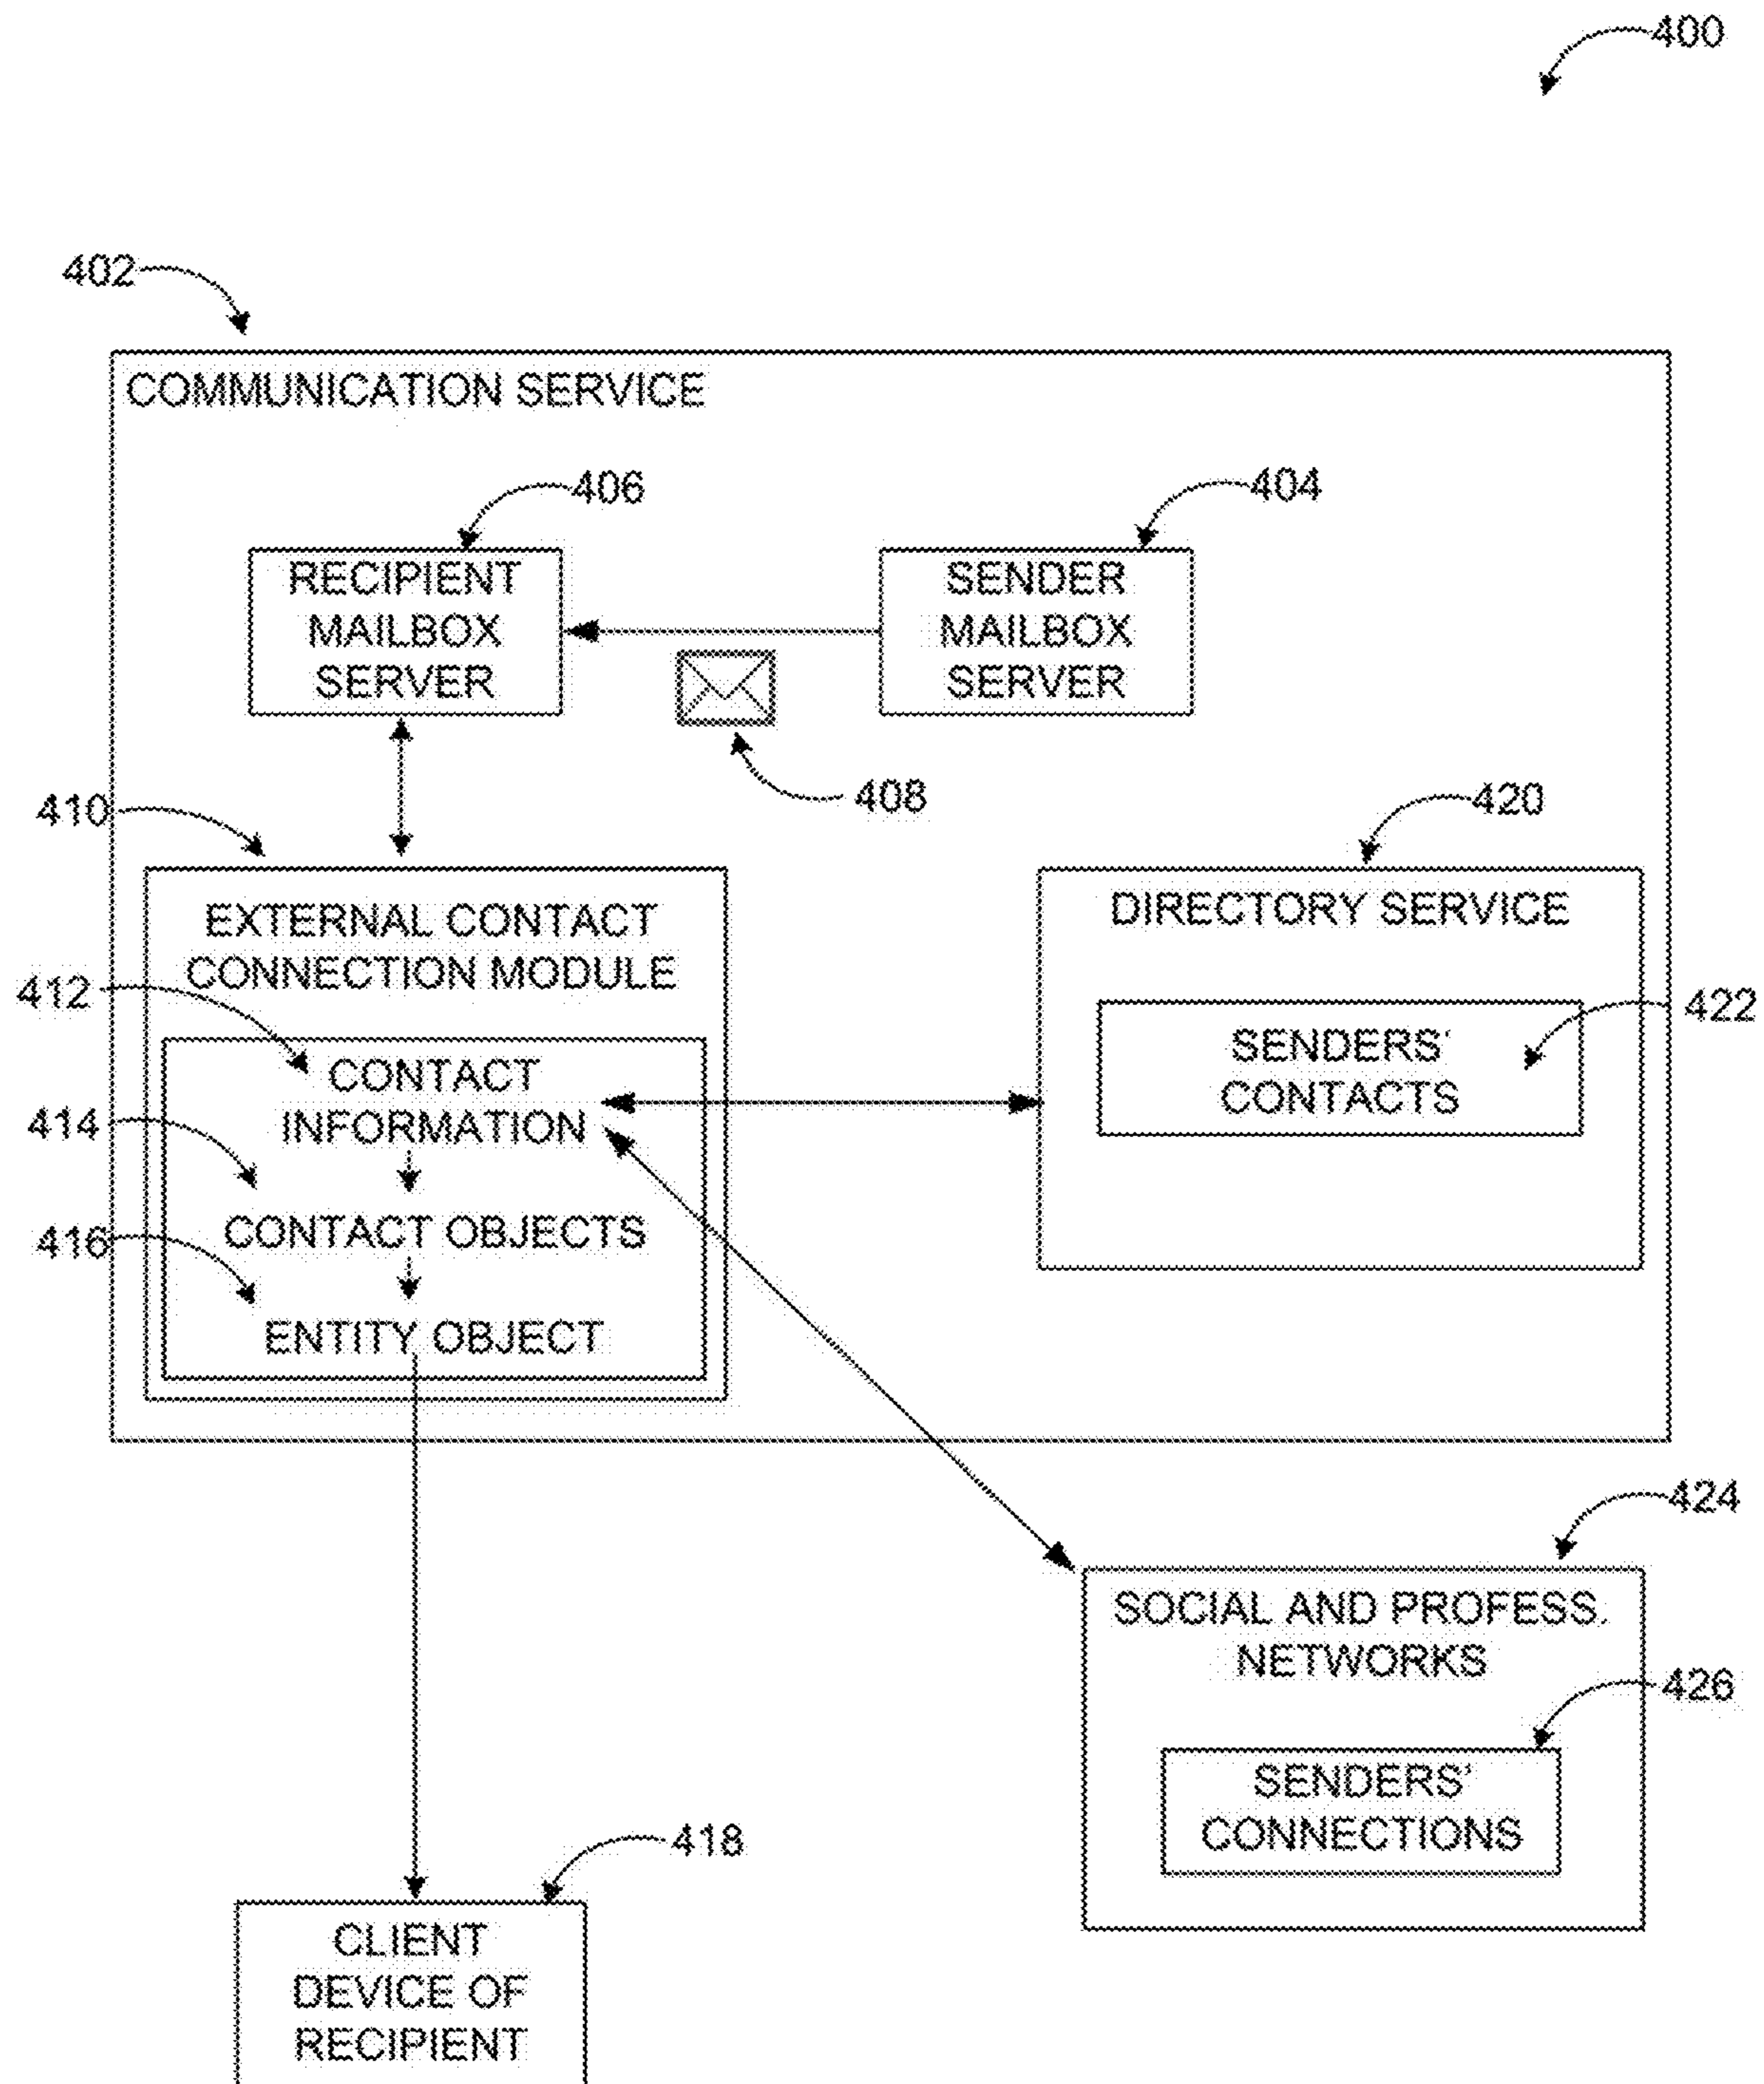 400
402
COMMUNICATION SERVICE
406
404
RECIPIENT
MAILBOX
SERVER
SENDER
MAILBOX
SERVER
408
410
420
EXTERNAL CONTACT
CONNECTION MODULE
DIRECTORY SERVICE
412
422
CONTACT
INFORMATION
SENDERS'
CONTACTS
414
CONTACT OBJECTS
416
ENTITY OBJECT
424
SOCIAL AND PROFESS.
NETWORKS
426
SENDERS'
CONNECTIONS
418
CLIENT
DEVICE OF
RECIPIENT